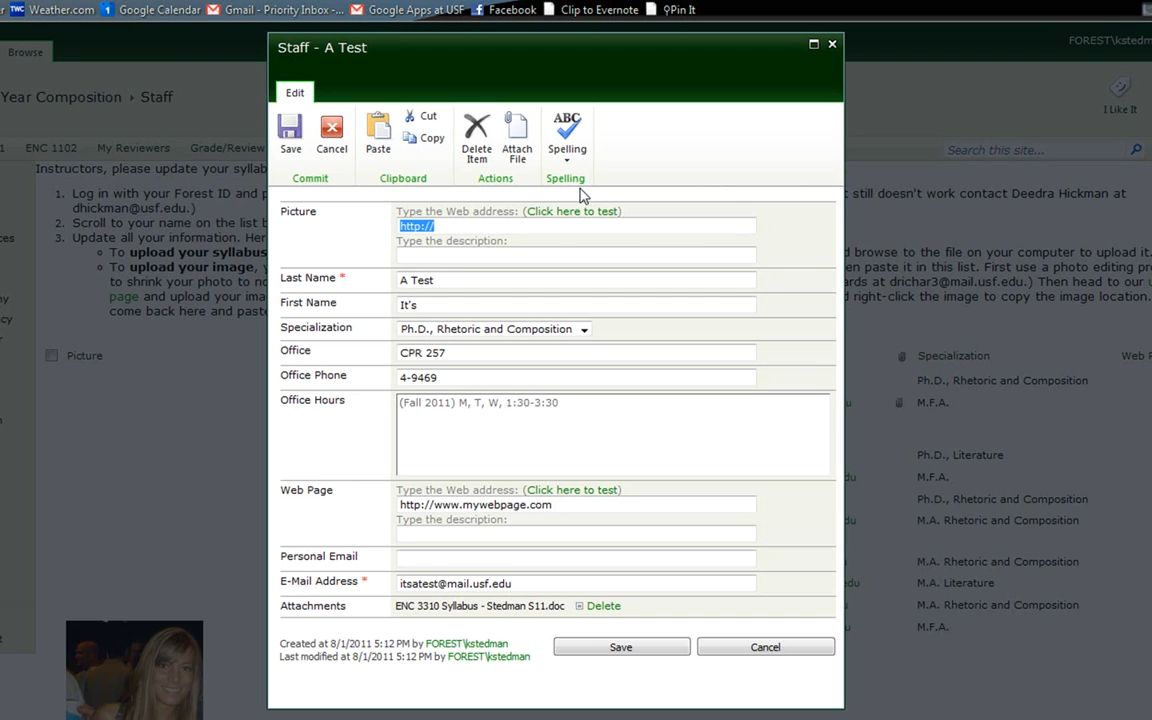 Weather.com Google Calendar Gmail - Priority Inbox -... Google Apps at USF Facebook Clip to Evernote Pin It
Browse
FOREST\kstedm
Staff - A Test
Edit
Year Composition › Staff
I Like It
Save Cancel Paste Cut Copy Delete Item Attach File ABC Spelling
Commit Clipboard Actions Spelling
1 ENC 1102 My Reviewers Grade/Review
Search this site...
Instructors, please update your syllab
1. Log in with your Forest ID and p
still doesn't work contact Deedra Hickman at
dhickman@usf.edu.)
2. Scroll to your name on the list b
3. Update all your information. Her
To upload your syllabus
d browse to the file on your computer to upload it.
To upload your image, y
en paste it in this list. First use a photo editing pr
to shrink your photo to no
ards at drichar3@mail.usf.edu.) Then head to our u
page and upload your ima
d right-click the image to copy the image location.
come back here and paste
Picture
Type the Web address: (Click here to test)
http://
Type the description:
Last Name *
A Test
First Name
It's
Specialization
Ph.D., Rhetoric and Composition
Office
CPR 257
Office Phone
4-9469
Office Hours
(Fall 2011) M, T, W, 1:30-3:30
Web Page
Type the Web address: (Click here to test)
http://www.mywebpage.com
Type the description:
Personal Email
E-Mail Address *
itsatest@mail.usf.edu
Attachments
ENC 3310 Syllabus - Stedman S11.doc Delete
Created at 8/1/2011 5:12 PM by FOREST\kstedman
Last modified at 8/1/2011 5:12 PM by FOREST\kstedman
Save Cancel
Picture
Specialization Web P
Ph.D., Rhetoric and Composition
M.F.A.
Ph.D., Literature
M.F.A.
Ph.D., Rhetoric and Composition
M.A. Rhetoric and Composition
M.A. Rhetoric and Composition
M.A. Literature
M.A. Rhetoric and Composition
M.F.A.